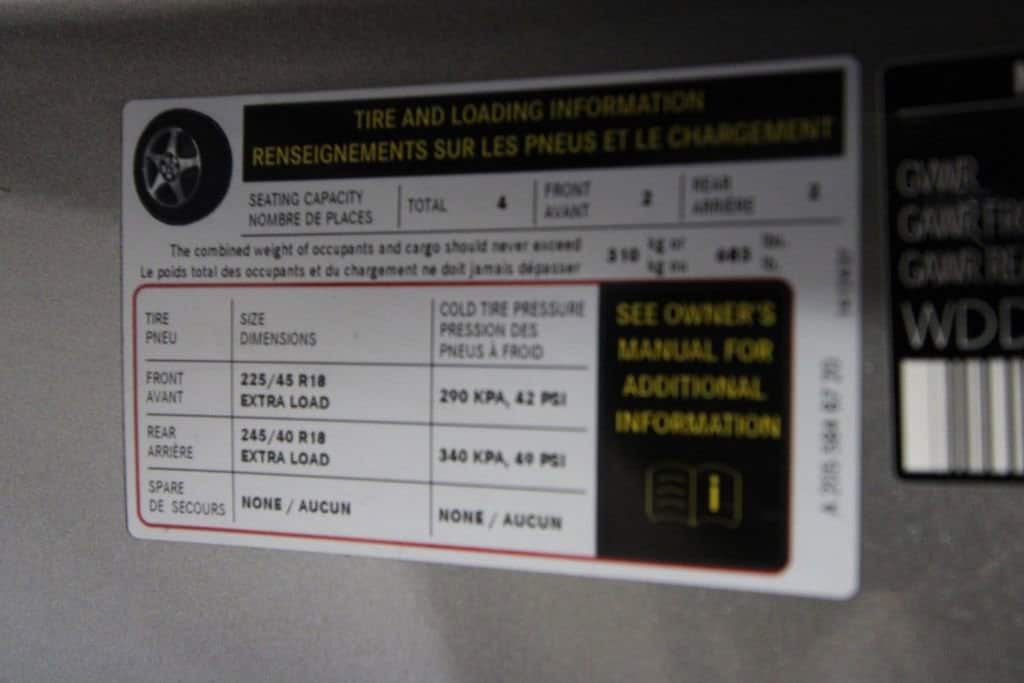 TIRE AND LOADING INFORMATION
RENSEIGNEMENTS SUR LES PNEUS ET LE CHARGEMENT
SEATING CAPACITY
NOMBRE DE PLACES
TOTAL 4
FRONT
AVANT
2
REAR
ARRIÈRE
2
The combined weight of occupants and cargo should never exceed
Le poids total des occupants et du chargement ne doit jamais dépasser
310 kg or
kg ou
683 lbs.
lb.
TIRE
PNEU
SIZE
DIMENSIONS
COLD TIRE PRESSURE
PRESSION DES
PNEUS À FROID
FRONT
AVANT
225/45 R18
EXTRA LOAD
290 KPA, 42 PSI
REAR
ARRIÈRE
245/40 R18
EXTRA LOAD
340 KPA, 49 PSI
SPARE
DE SECOURS
NONE / AUCUN
NONE / AUCUN
SEE OWNER'S
MANUAL FOR
ADDITIONAL
INFORMATION
i
GVWR
GAWR
GAWR
WDD